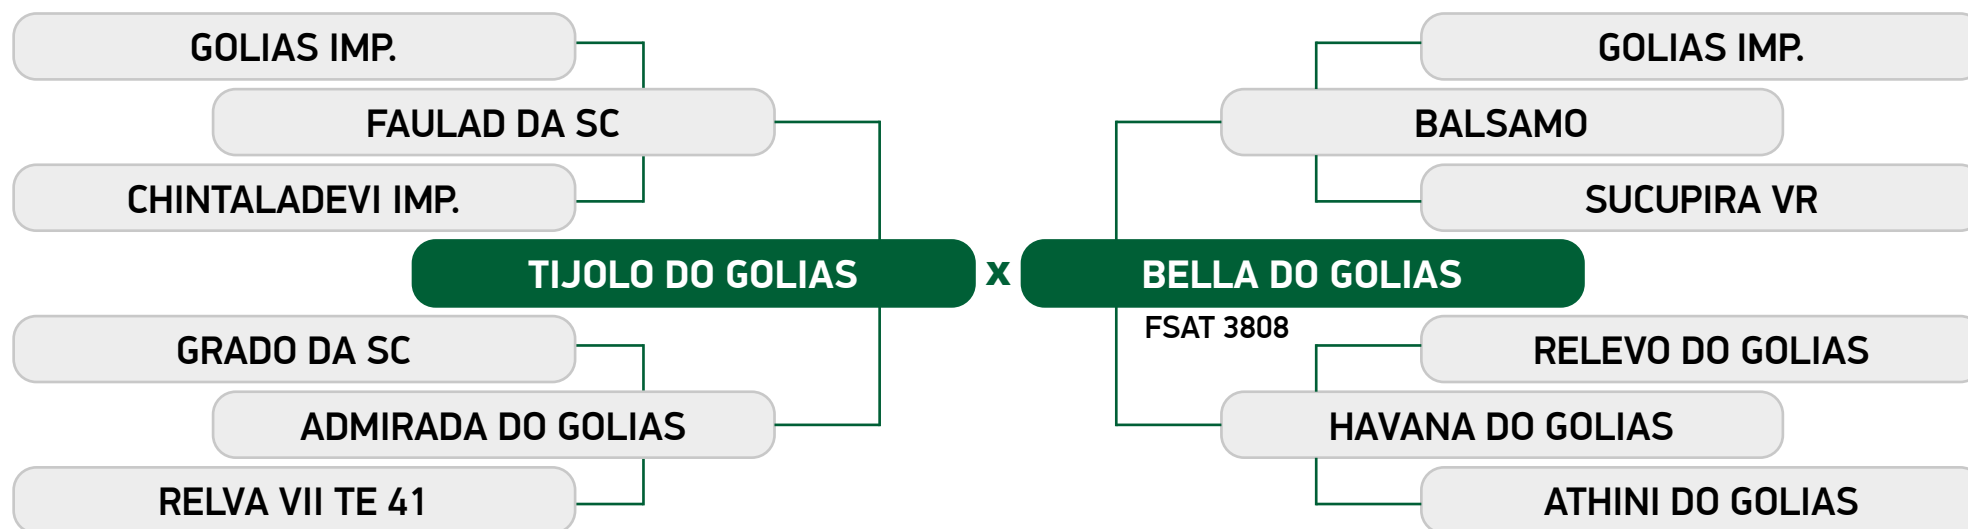 GOLIAS IMP.
FAULAD DA SC
CHINTALADEVI IMP.
TIJOLO DO GOLIAS
GRADO DA SC
ADMIRADA DO GOLIAS
RELVA VII TE 41
x
GOLIAS IMP.
BALSAMO
SUCUPIRA VR
BELLA DO GOLIAS
FSAT 3808
RELEVO DO GOLIAS
HAVANA DO GOLIAS
ATHINI DO GOLIAS